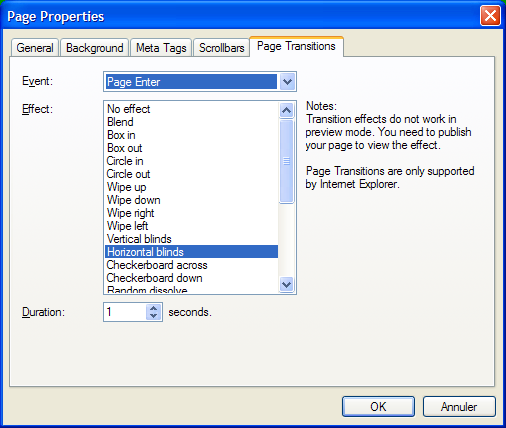 Page Properties
General
Background
Meta Tags
Scrollbars
Page Transitions
Event:
Page Enter
Effect:
No effect
Blend
Box in
Box out
Circle in
Circle out
Wipe up
Wipe down
Wipe right
Wipe left
Vertical blinds
Horizontal blinds
Checkerboard across
Checkerboard down
Random dissolve
Notes:
Transition effects do not work in
preview mode. You need to publish
your page to view the effect.
Page Transitions are only supported
by Internet Explorer.
Duration:
1
seconds.
OK
Annuler